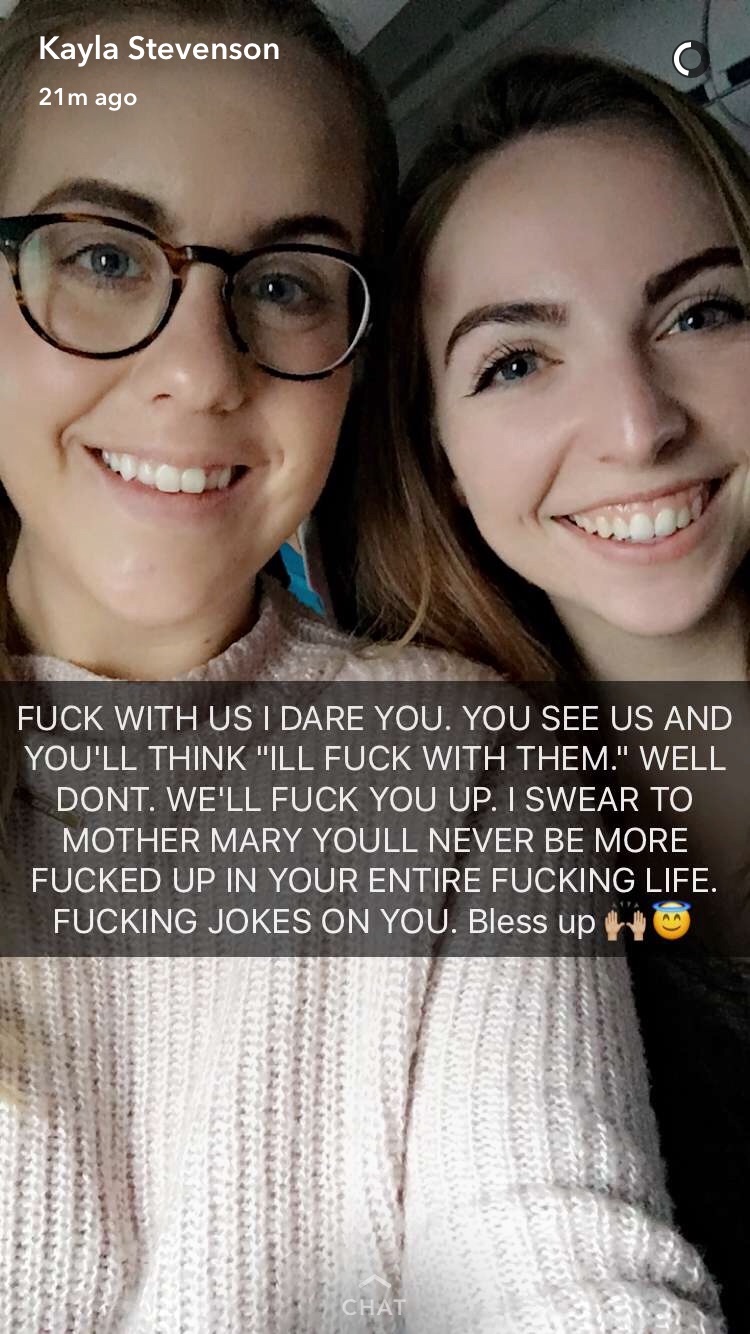 Kayla Stevenson
21m ago
FUCK WITH US I DARE YOU. YOU SEE US AND
YOU'LL THINK "ILL FUCK WITH THEM." WELL
DONT. WE'LL FUCK YOU UP. I SWEAR TO
MOTHER MARY YOULL NEVER BE MORE
FUCKED UP IN YOUR ENTIRE FUCKING LIFE.
FUCKING JOKES ON YOU. Bless up 🙌🏼😇
CHAT